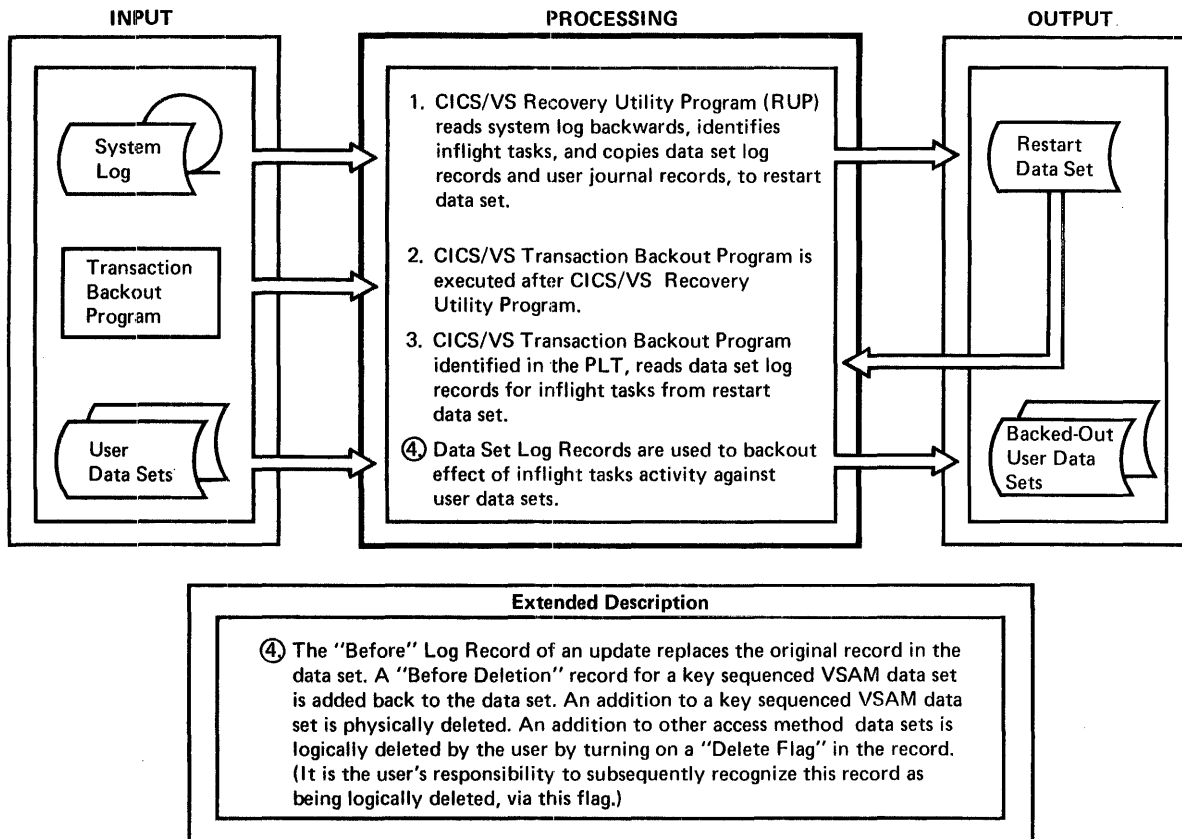 INPUT
PROCESSING
OUTPUT
System
Log
Transaction
Backout
Program
User
Data Sets
1. CICS/VS Recovery Utility Program (RUP)
reads system log backwards, identifies
inflight tasks, and copies data set log
records and user journal records, to restart
data set.
2. CICS/VS Transaction Backout Program is
executed after CICS/VS Recovery
Utility Program.
3. CICS/VS Transaction Backout Program
identified in the PLT, reads data set log
records for inflight tasks from restart
data set.
4. Data Set Log Records are used to backout
effect of inflight tasks activity against
user data sets.
Restart
Data Set
Backed-Out
User Data
Sets
Extended Description
4. The "Before" Log Record of an update replaces the original record in the
data set. A "Before Deletion" record for a key sequenced VSAM data set
is added back to the data set. An addition to a key sequenced VSAM data
set is physically deleted. An addition to other access method data sets is
logically deleted by the user by turning on a "Delete Flag" in the record.
(It is the user's responsibility to subsequently recognize this record as
being logically deleted, via this flag.)